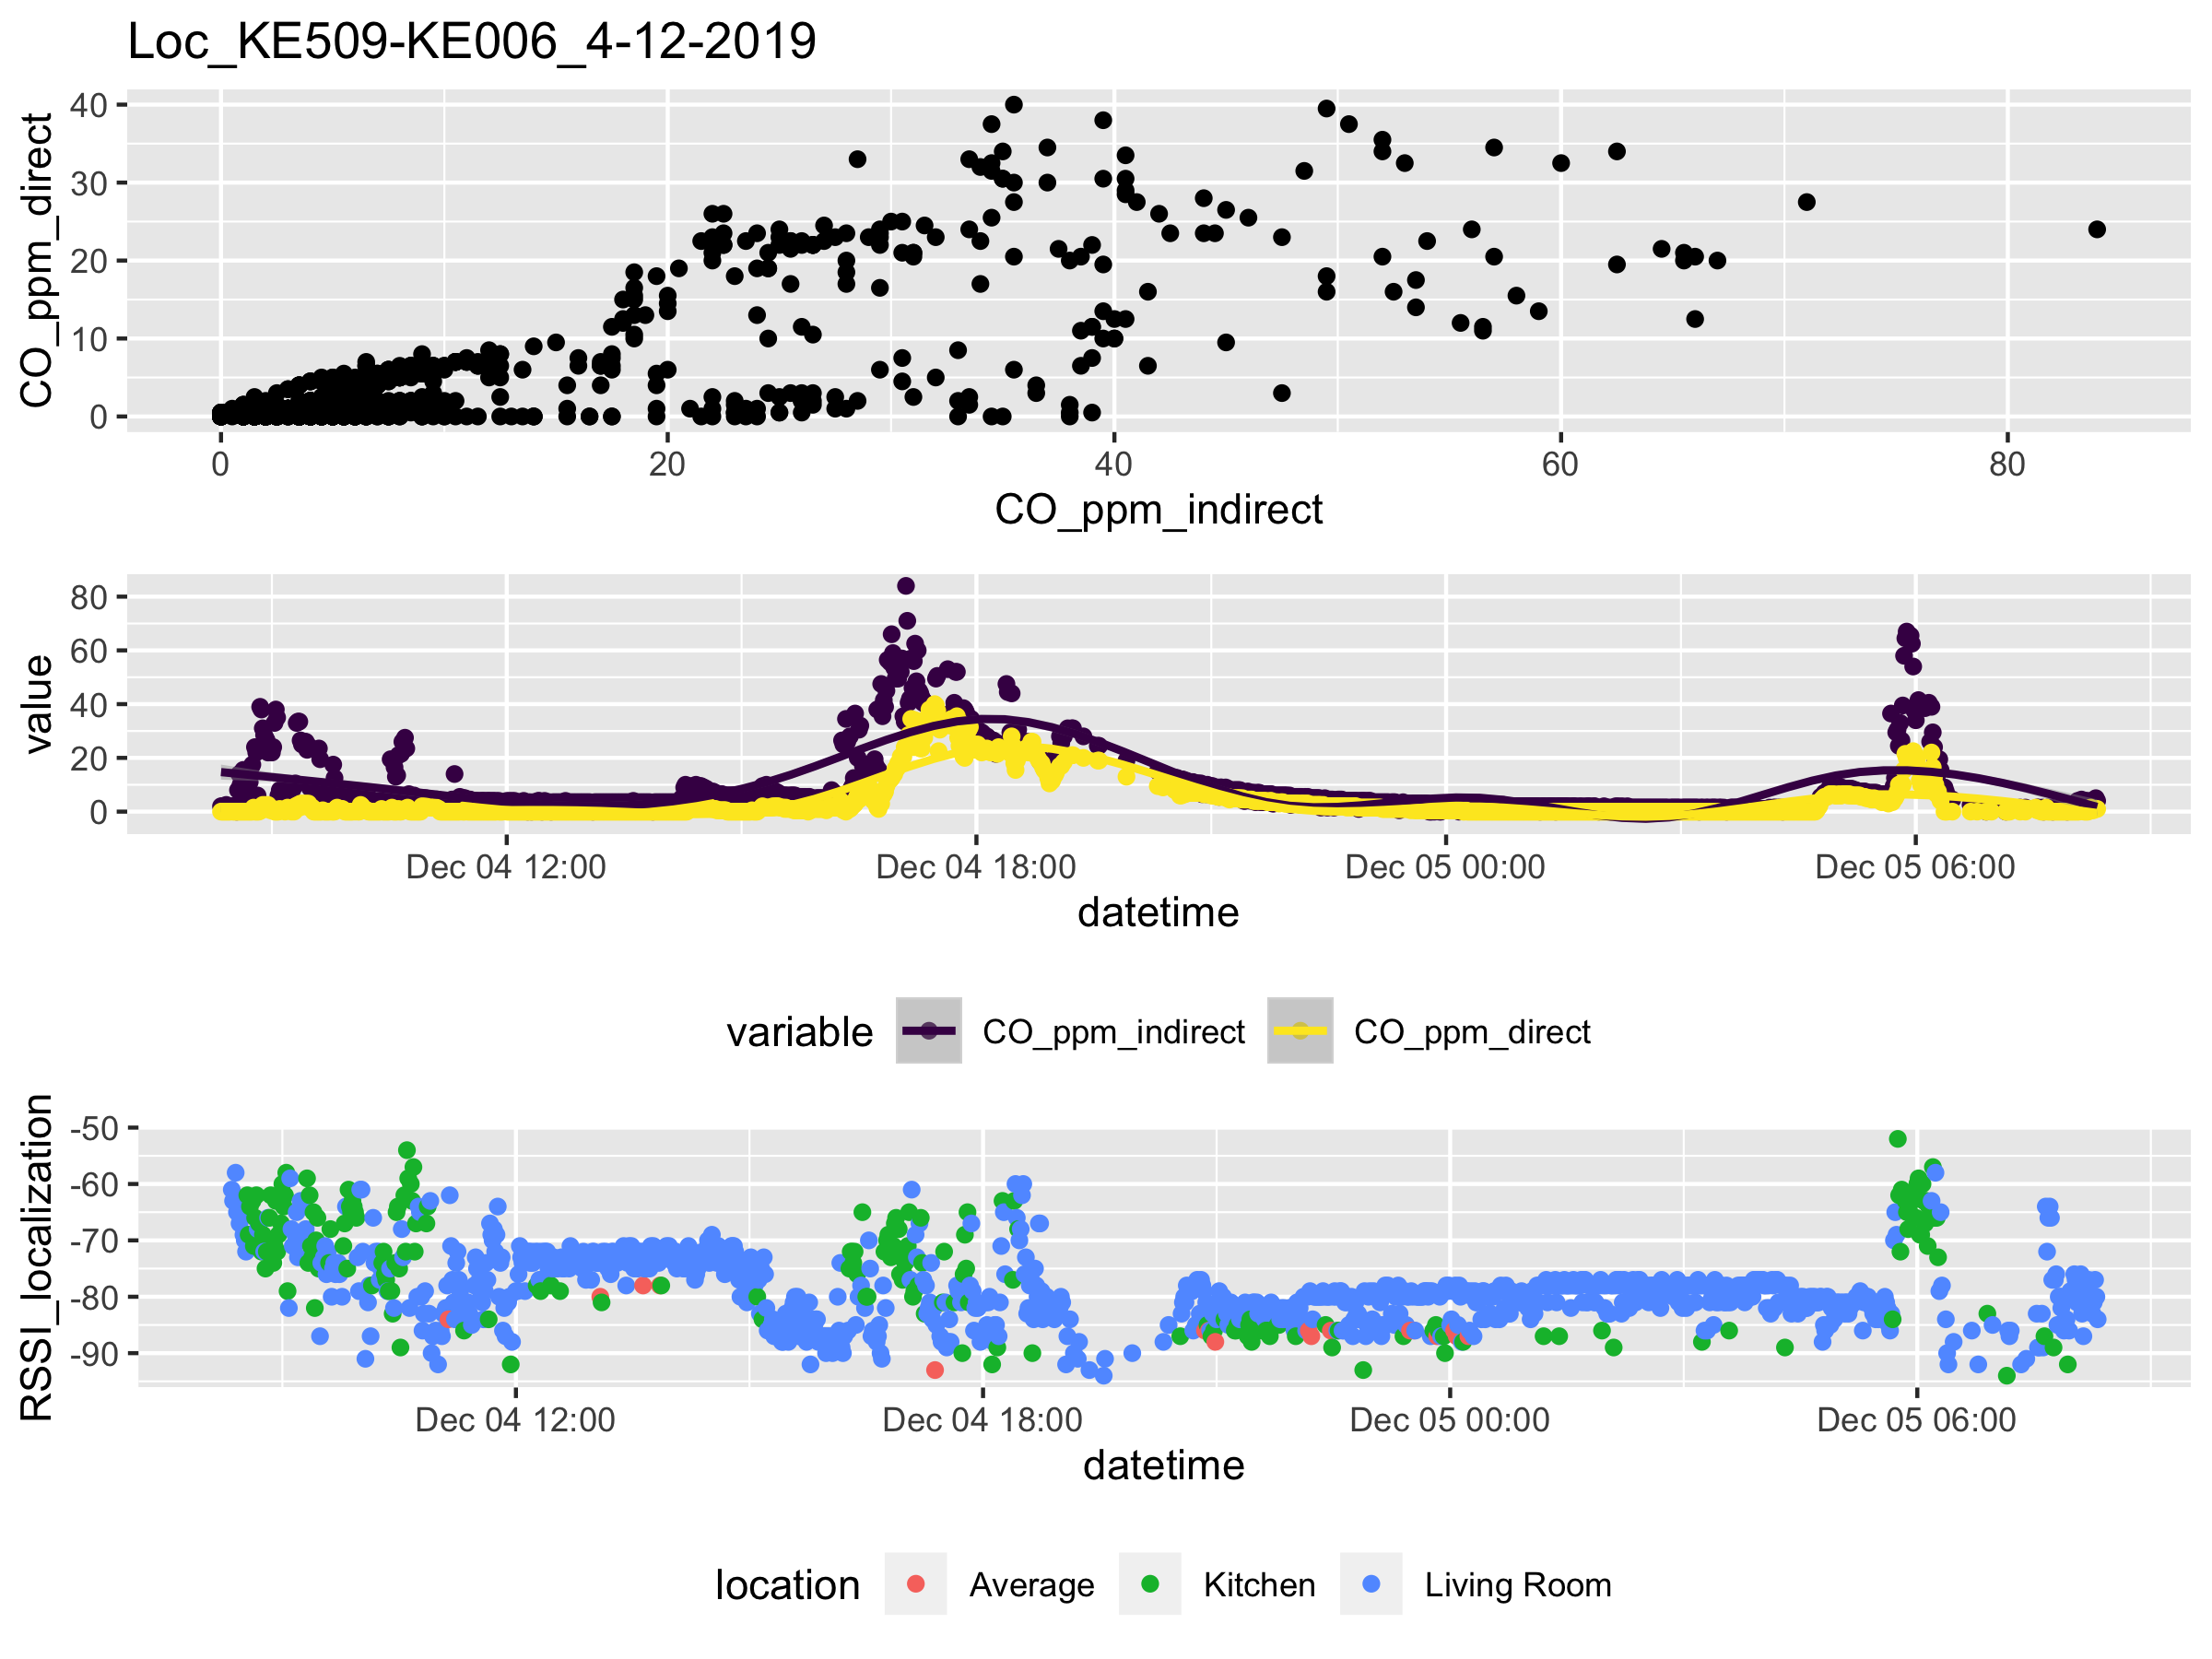 Loc_KE509-KE006_4-12-2019
CO_ppm_direct
40
30
20
10
0
0 20 40 60 80
CO_ppm_indirect
value
80
60
40
20
0
Dec 04 12:00 Dec 04 18:00 Dec 05 00:00 Dec 05 06:00
datetime
variable CO_ppm_indirect CO_ppm_direct
RSSI_localization
-50
-60
-70
-80
-90
Dec 04 12:00 Dec 04 18:00 Dec 05 00:00 Dec 05 06:00
datetime
location Average Kitchen Living Room